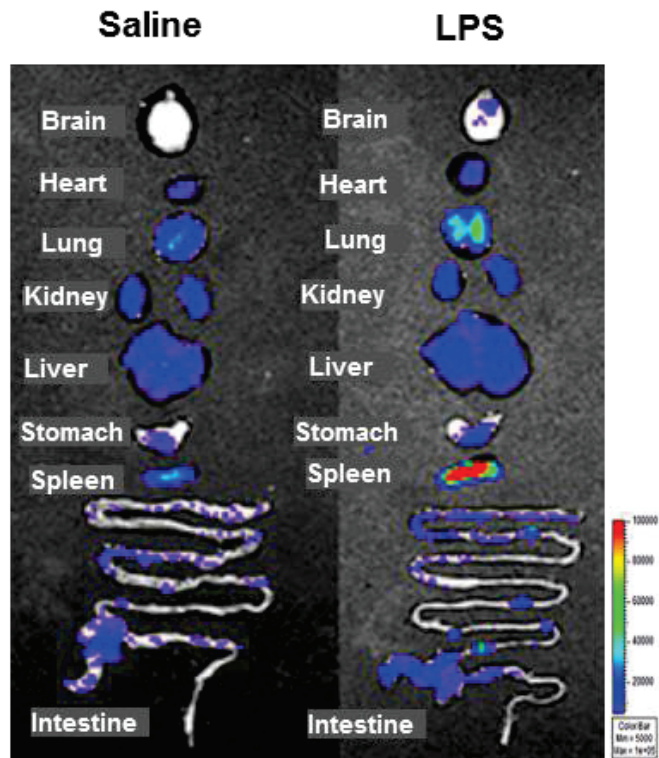 Saline LPS
Brain Brain
Heart Heart
Lung Lung
Kidney Kidney
Liver Liver
Stomach Stomach
Spleen Spleen
Intestine Intestine
100000
80000
60000
40000
20000
Color Bar
Min = 5000
Max = 1e+05